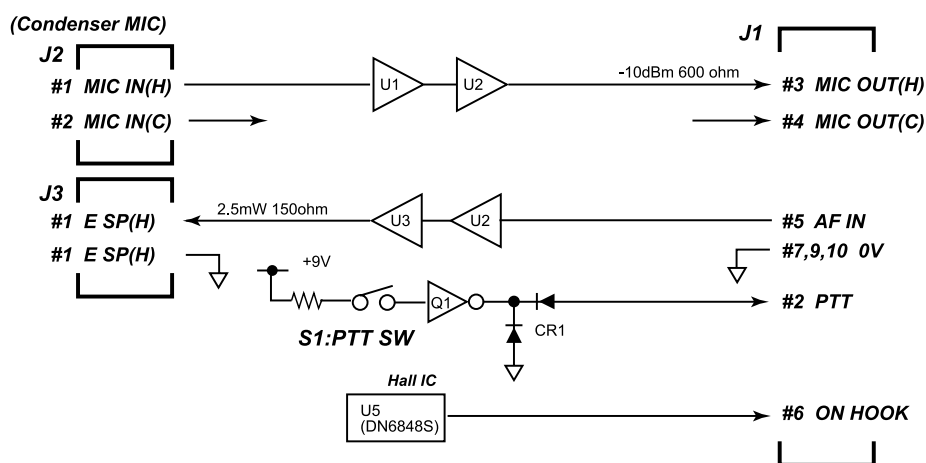 (Condenser MIC)
J2
J1
#1 MIC IN(H)
U1
U2
-10dBm 600 ohm
#3 MIC OUT(H)
#2 MIC IN(C)
#4 MIC OUT(C)
J3
#1 E SP(H)
2.5mW 150ohm
U3
U2
#5 AF IN
#1 E SP(H)
#7,9,10 0V
+9V
Q1
#2 PTT
S1:PTT SW
CR1
Hall IC
U5
(DN6848S)
#6 ON HOOK